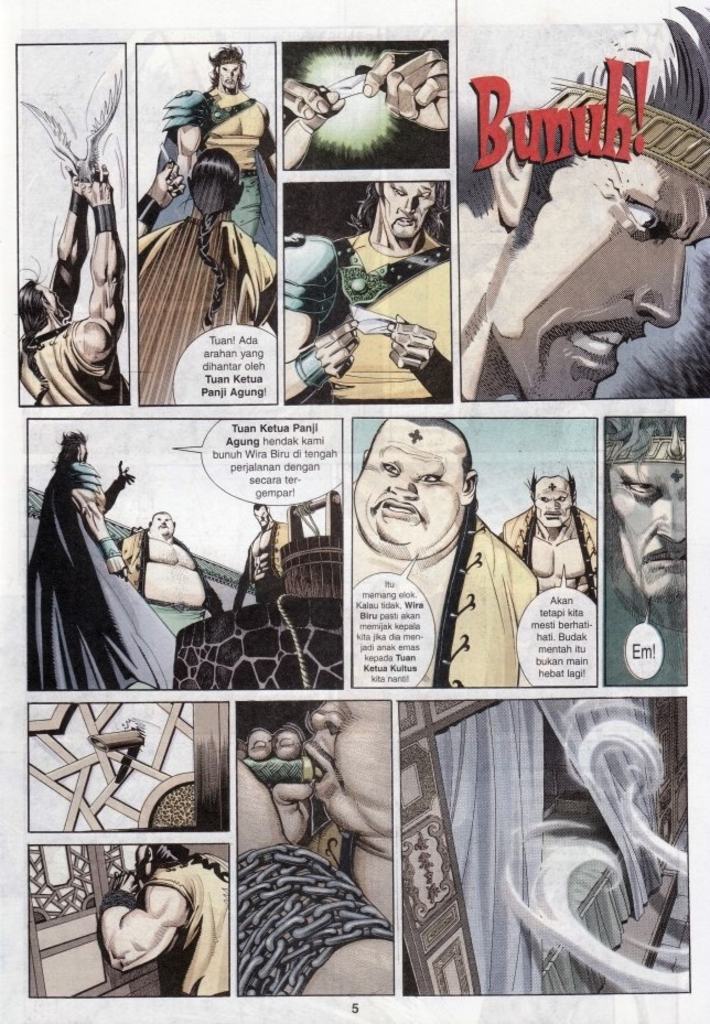 Bunuh!
Tuan! Ada
arahan yang
dihantar oleh
Tuan Ketua
Panji Agung!
Tuan Ketua Panji
Agung hendak kami
bunuh Wira Biru di tengah
perjalanan dengan
secara ter-
gempar!
Itu
memang elok.
Kalau tidak, Wira
Biru pasti akan
memijak kepala
kita jika dia men-
jadi anak emas
kepada Tuan
Ketua Kultus
kita nanti!
Akan
tetapi kita
mesti berhati-
hati. Budak
mentah itu
bukan main
hebat lagi!
Em!
5